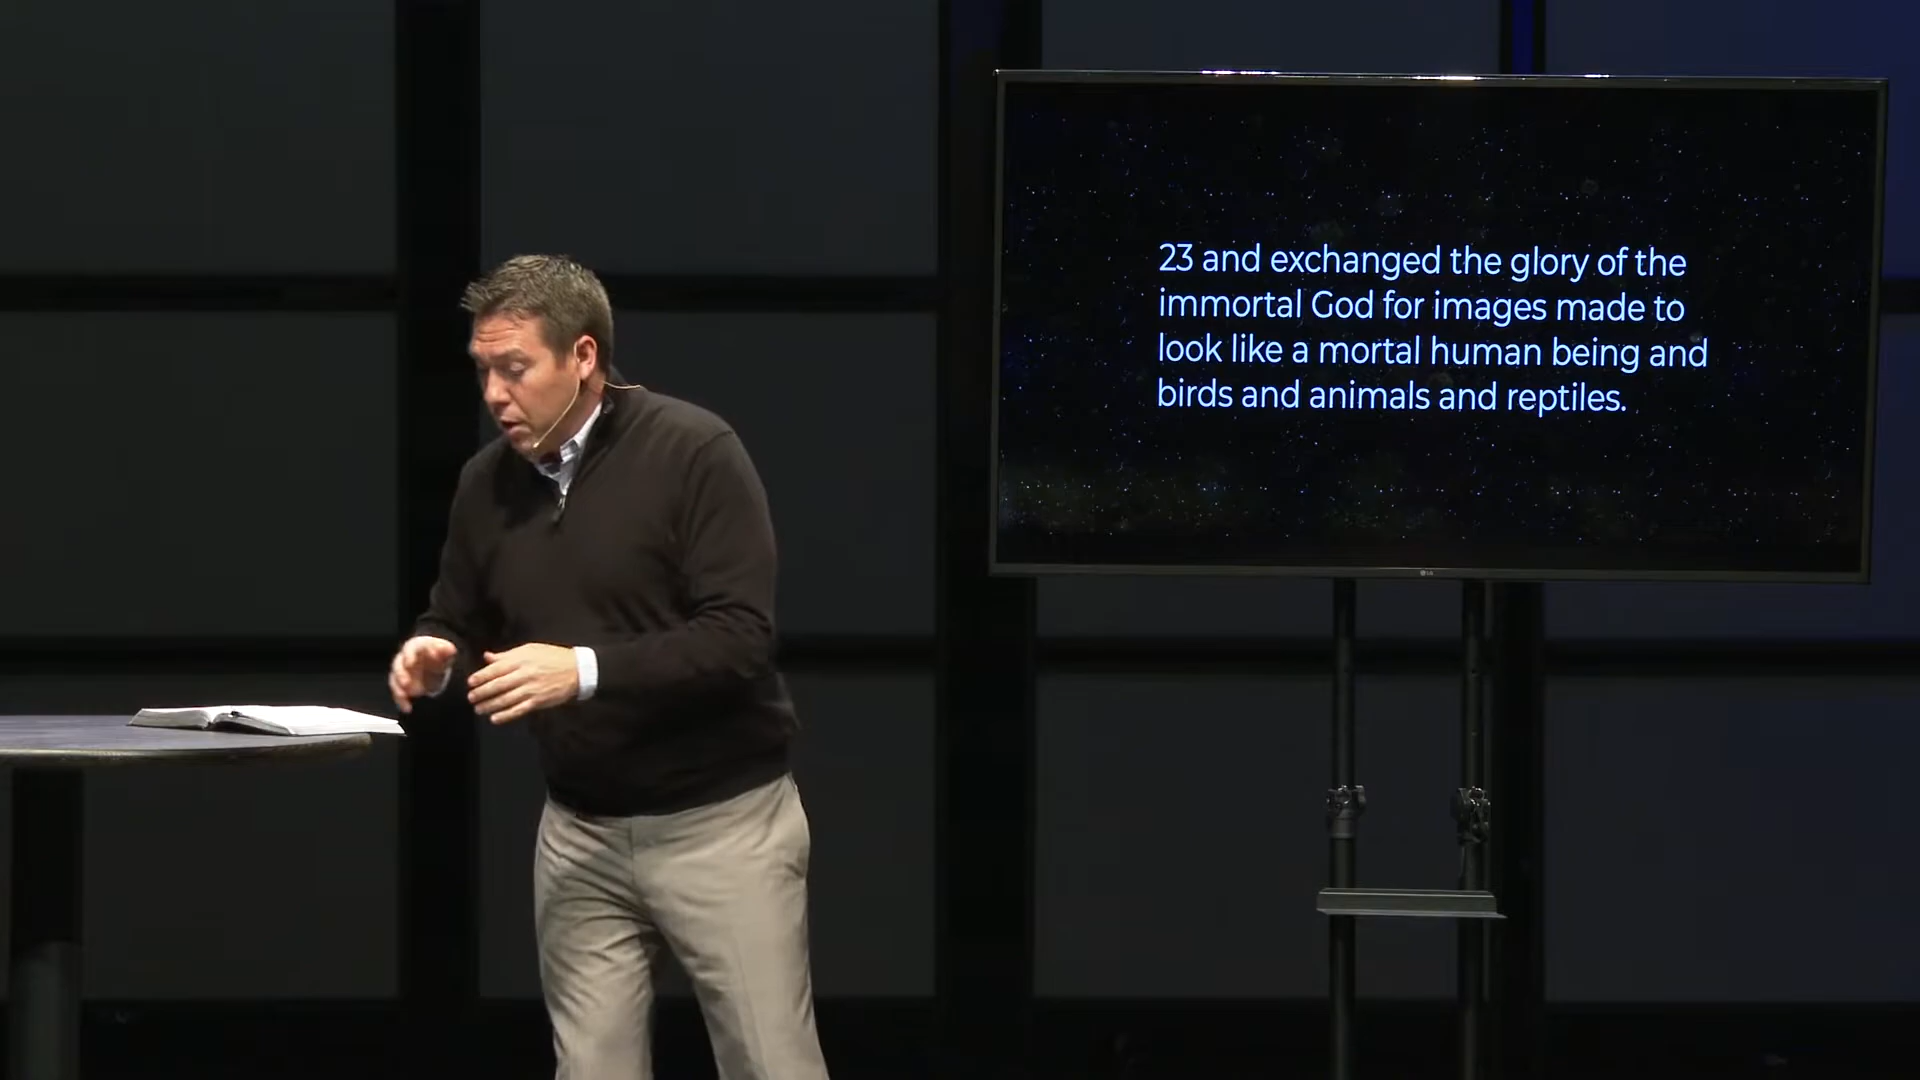 23 and exchanged the glory of the
immortal God for images made to
look like a mortal human being and
birds and animals and reptiles.
LG